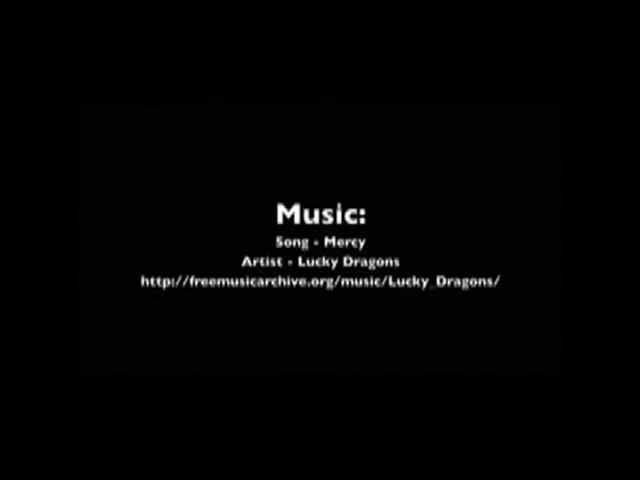 Music:
Song - Mercy
Artist - Lucky Dragons
http://freemusicarchive.org/music/Lucky_Dragons/